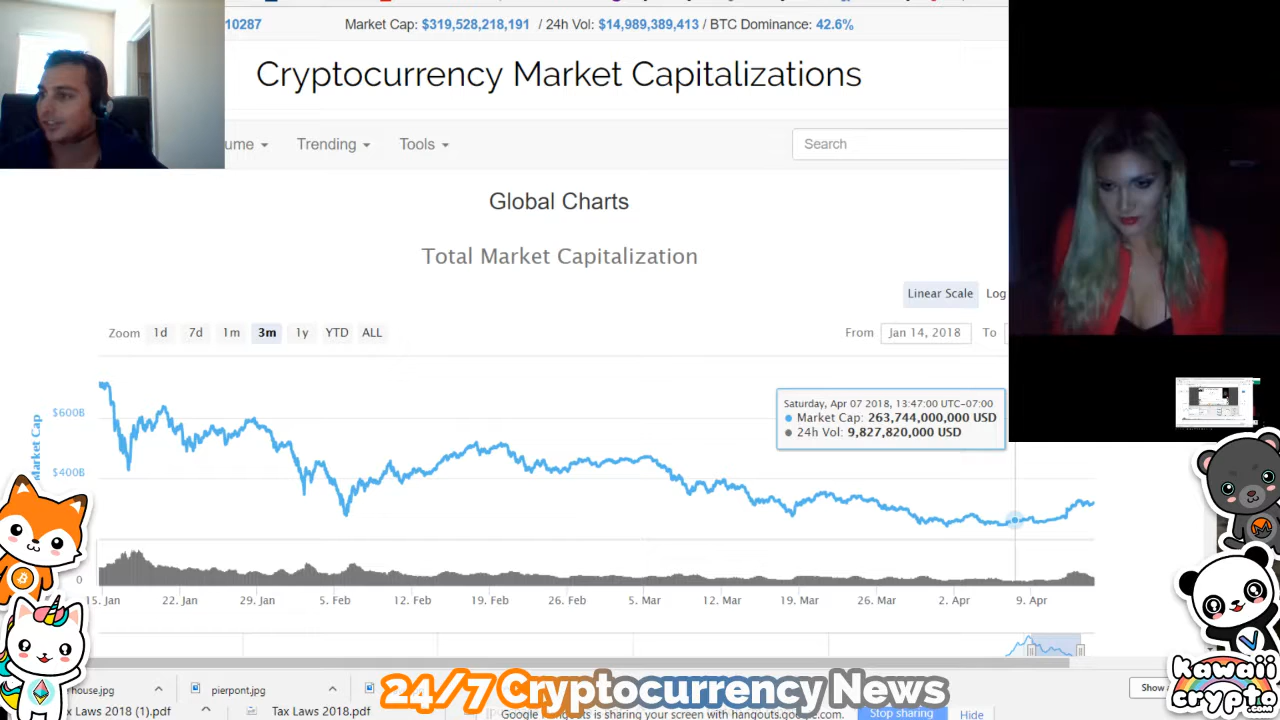 10287
Market Cap: $319,528,218,191 / 24h Vol: $14,989,389,413 / BTC Dominance: 42.6%
Cryptocurrency Market Capitalizations
ume
Trending
Tools
Search
Global Charts
Total Market Capitalization
Linear Scale
Log
Zoom 1d 7d 1m 3m 1y YTD ALL
From Jan 14, 2018 To
Saturday, Apr 07 2018, 13:47:00 UTC-07:00
Market Cap: 263,744,000,000 USD
24h Vol: 9,827,820,000 USD
Market Cap
$600B
$400B
0
15. Jan 22. Jan 29. Jan 5. Feb 12. Feb 19. Feb 26. Feb 5. Mar 12. Mar 19. Mar 26. Mar 2. Apr 9. Apr
24/7 Cryptocurrency News
house.jpg
pierpont.jpg
Show
x Laws 2018 (1).pdf
Tax Laws 2018.pdf
Google Hangouts is sharing your screen with hangouts.google.com.
Stop sharing
Hide
kawaii
crypto
.com